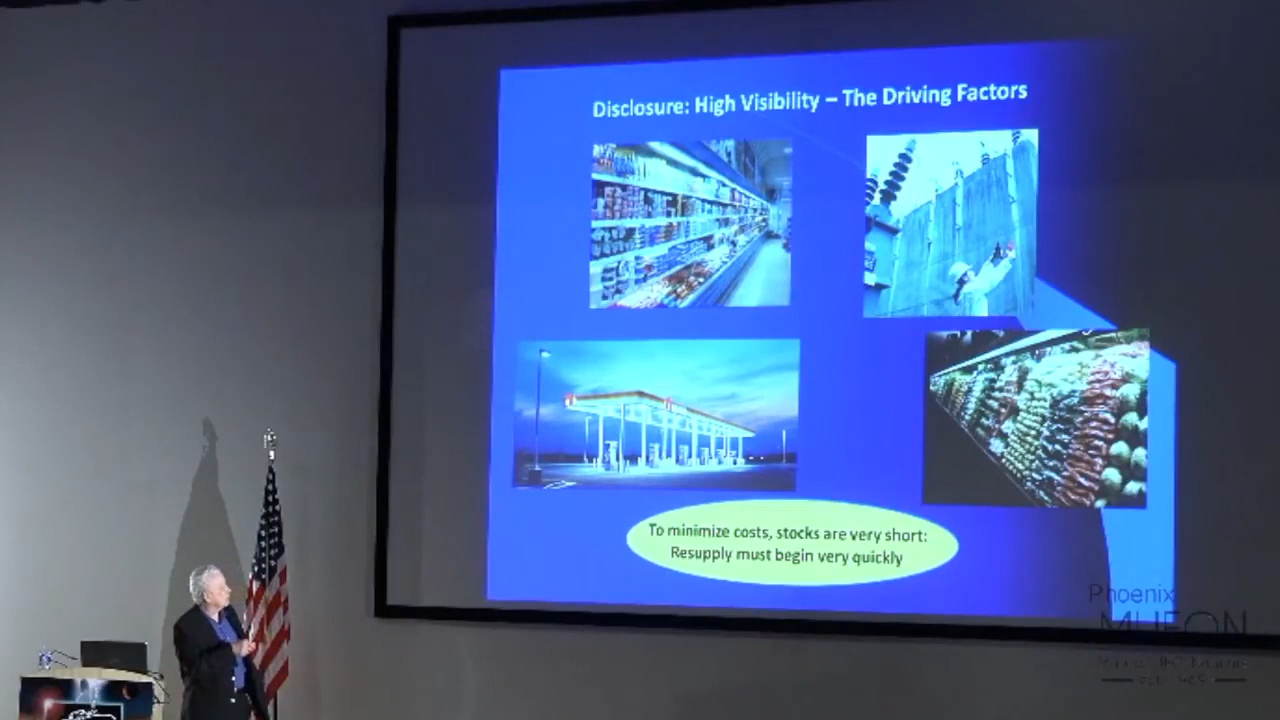 Disclosure: High Visibility – The Driving Factors
To minimize costs, stocks are very short:
Resupply must begin very quickly
Phoenix
MUFON